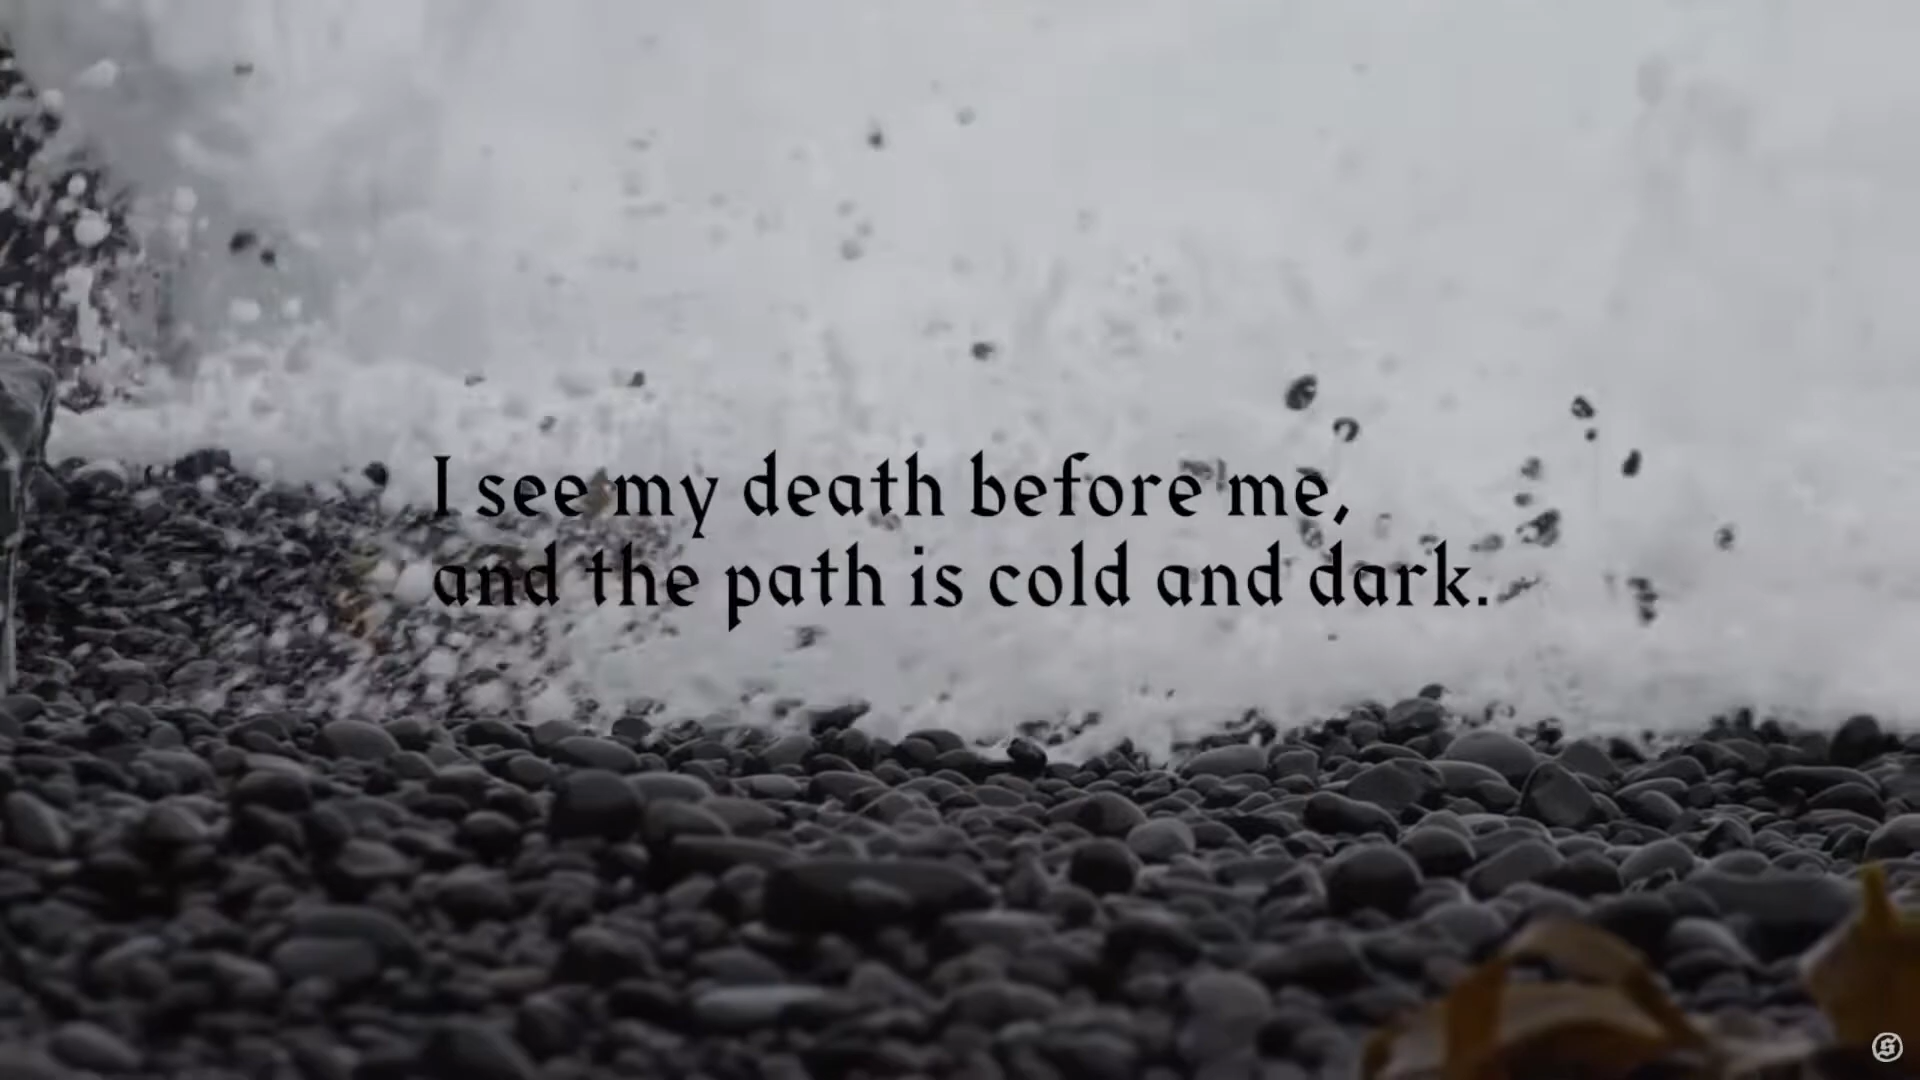 I see my death before me,
and the path is cold and dark.